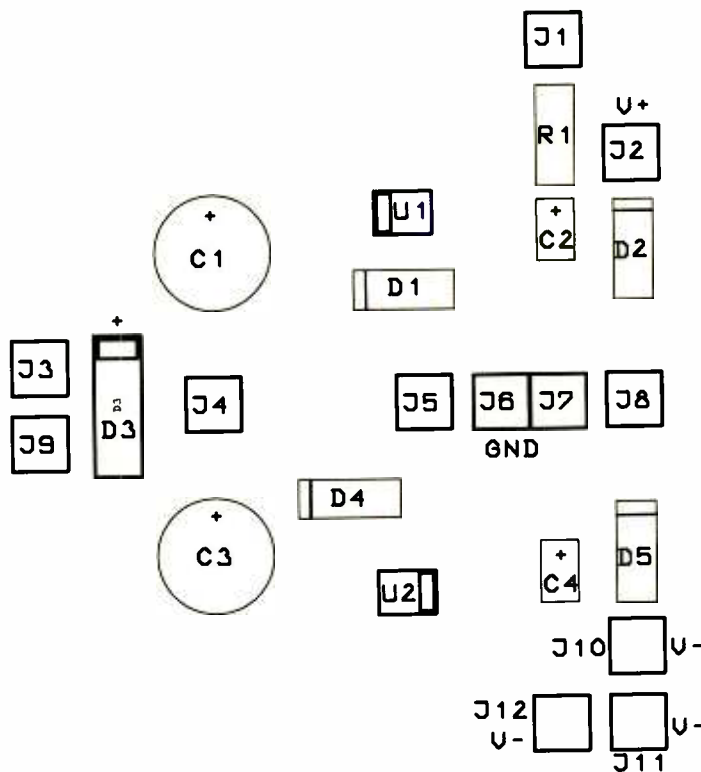 J1
V+
R1
J2
+
U1
+
C1
C2
D2
D1
+
J3
D3
J4
J5
J6
J7
J8
D3
J9
GND
D4
+
C3
+
D5
C4
U2
J10
V-
J12
V-
V-
J11